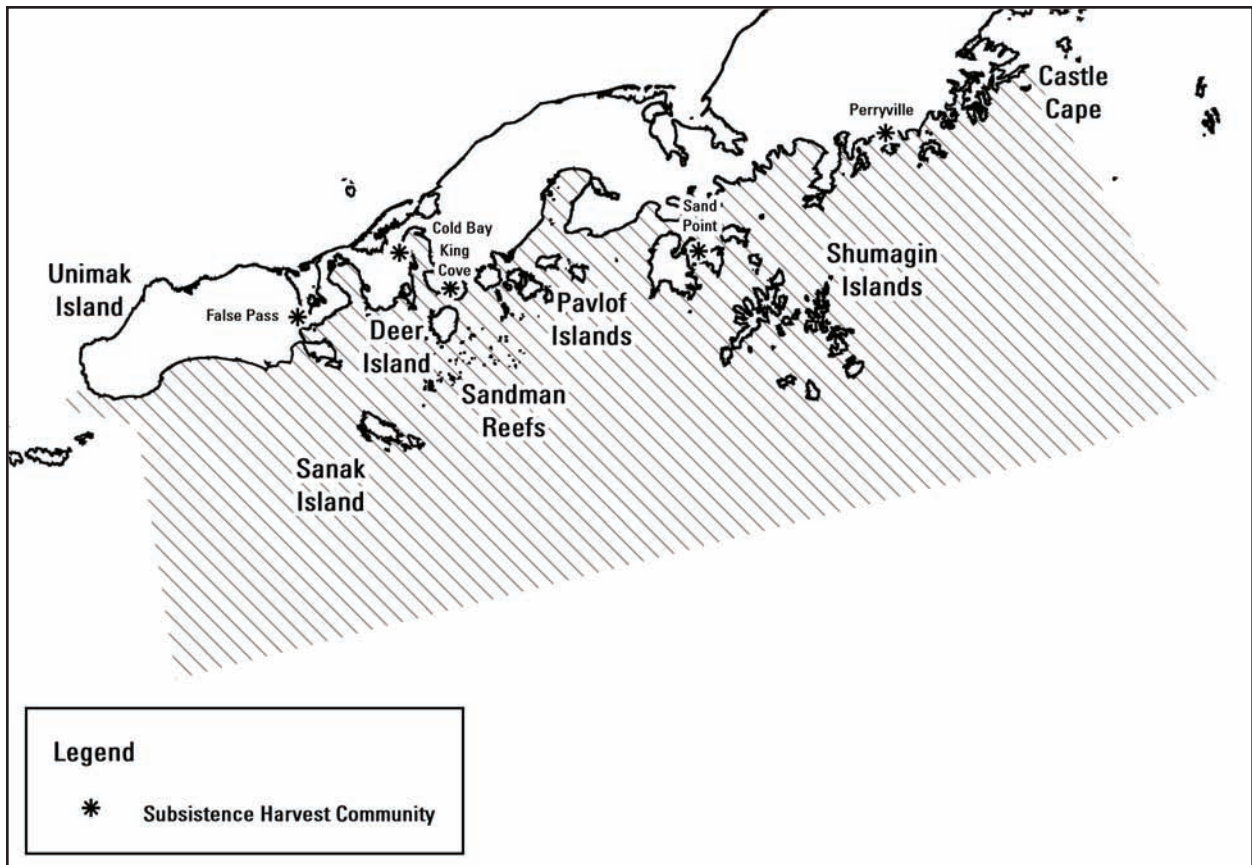 Castle
Cape
Perryville
Sand
Point
Cold Bay
King
Cove
Shumagin
Islands
Unimak
Island
False Pass
Pavlof
Islands
Deer
Island
Sandman
Reefs
Sanak
Island
Legend
Subsistence Harvest Community